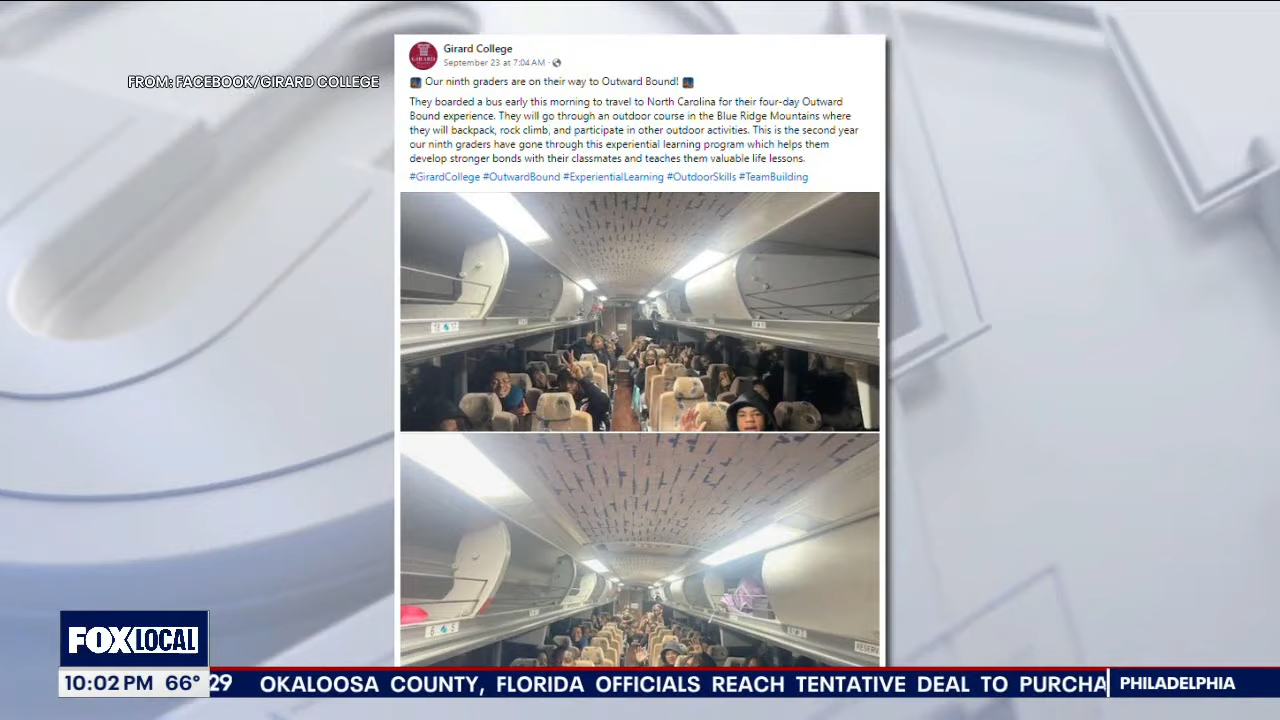 FROM: FACEBOOK/GIRARD COLLEGE
GIRARD
Girard College
September 23 at 7:04 AM ·
Our ninth graders are on their way to Outward Bound!
They boarded a bus early this morning to travel to North Carolina for their four-day Outward
Bound experience. They will go through an outdoor course in the Blue Ridge Mountains where
they will backpack, rock climb, and participate in other outdoor activities. This is the second year
our ninth graders have gone through this experiential learning program which helps them
develop stronger bonds with their classmates and teaches them valuable life lessons.
#GirardCollege #OutwardBound #ExperientialLearning #OutdoorSkills #TeamBuilding
FOX LOCAL
10:02 PM 66°
29 OKALOOSA COUNTY, FLORIDA OFFICIALS REACH TENTATIVE DEAL TO PURCHA
PHILADELPHIA